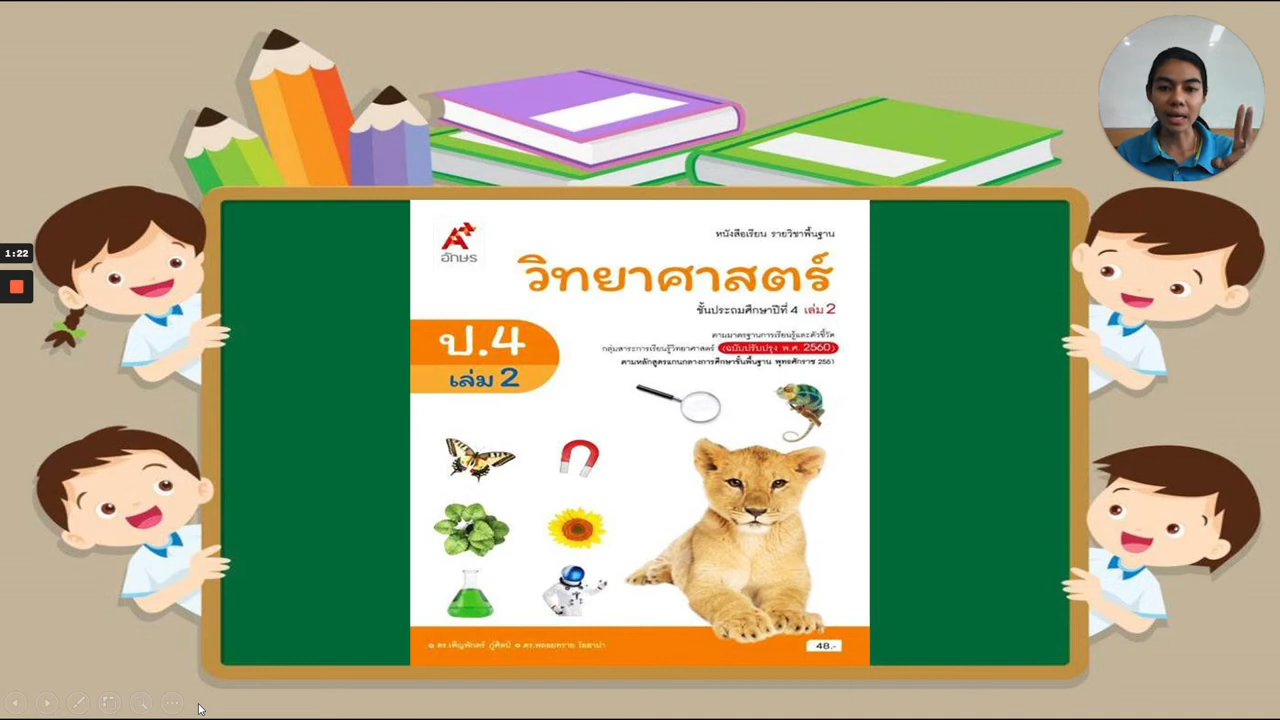 1:22
อักษร
หนังสือเรียน รายวิชาพื้นฐาน
วิทยาศาสตร์
ชั้นประถมศึกษาปีที่ 4 เล่ม 2
ตามมาตรฐานการเรียนรู้และตัวชี้วัด
กลุ่มสาระการเรียนรู้วิทยาศาสตร์ (ฉบับปรับปรุง พ.ศ. 2560)
ตามหลักสูตรแกนกลางการศึกษาขั้นพื้นฐาน พุทธศักราช 2551
ป.4
เล่ม 2
48.-